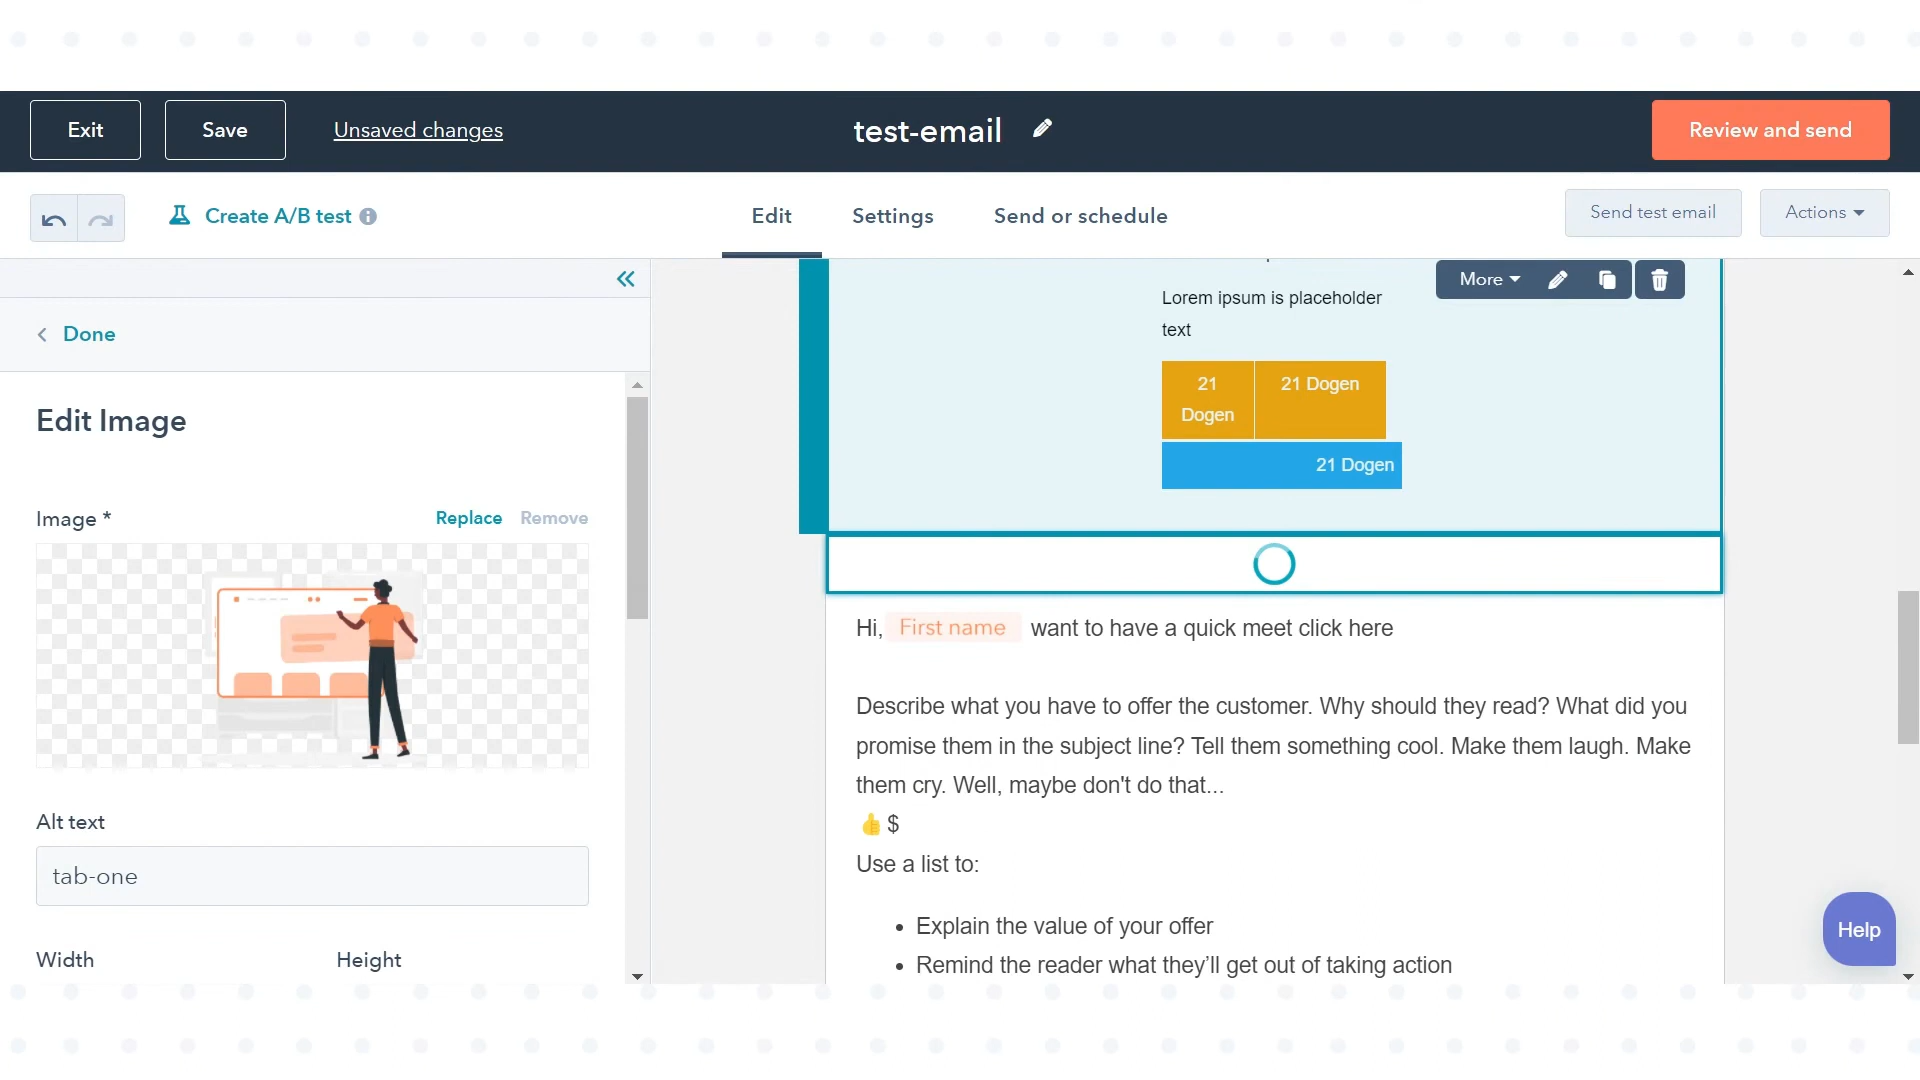 Exit
Save
Unsaved changes
test-email
Review and send
Create A/B test
Edit
Settings
Send or schedule
Send test email
Actions
Done
Edit Image
Image *
Replace
Remove
Alt text
tab-one
Width
Height
More
Lorem ipsum is placeholder
text
21
Dogen
21 Dogen
21 Dogen
Hi, First name want to have a quick meet click here
Describe what you have to offer the customer. Why should they read? What did you
promise them in the subject line? Tell them something cool. Make them laugh. Make
them cry. Well, maybe don't do that...
👍 $
Use a list to:
• Explain the value of your offer
• Remind the reader what they’ll get out of taking action
Help